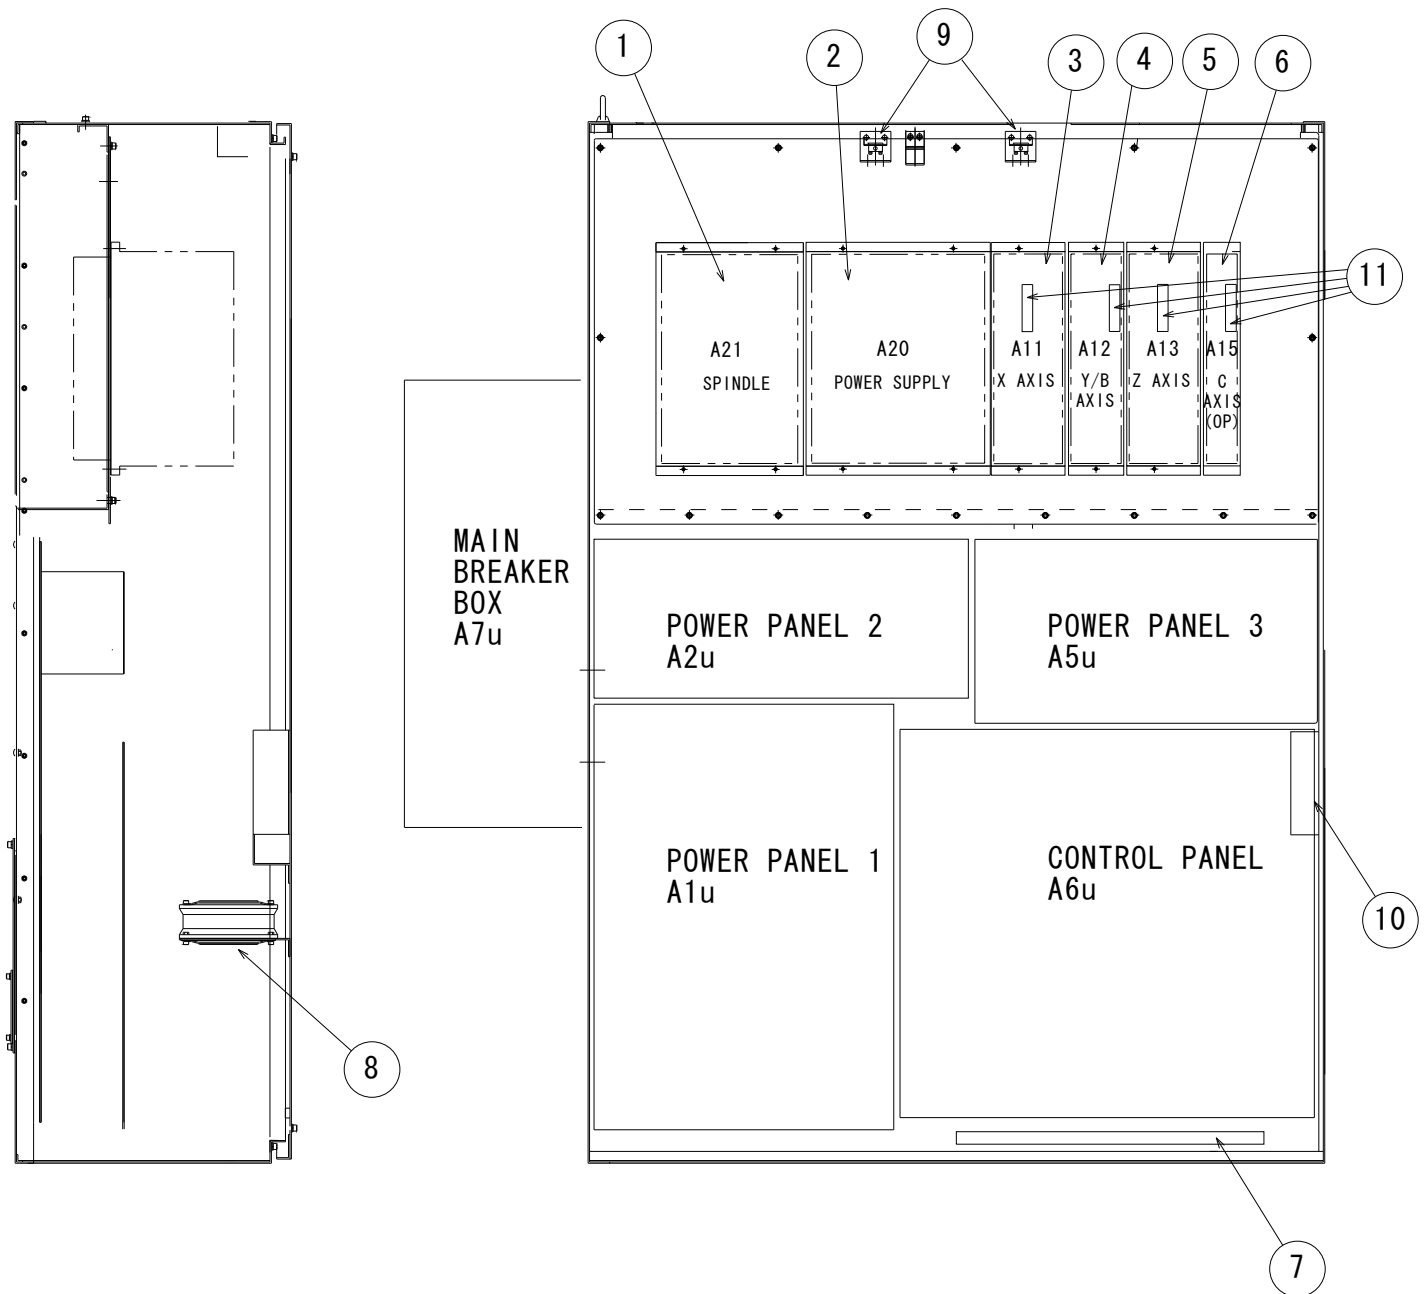 1
2
9
3
4
5
6
11
A21
SPINDLE
A20
POWER SUPPLY
A11
X AXIS
A12
Y/B
AXIS
A13
Z AXIS
A15
C
AXIS
(OP)
MAIN
BREAKER
BOX
A7u
POWER PANEL 2
A2u
POWER PANEL 3
A5u
POWER PANEL 1
A1u
CONTROL PANEL
A6u
10
8
7